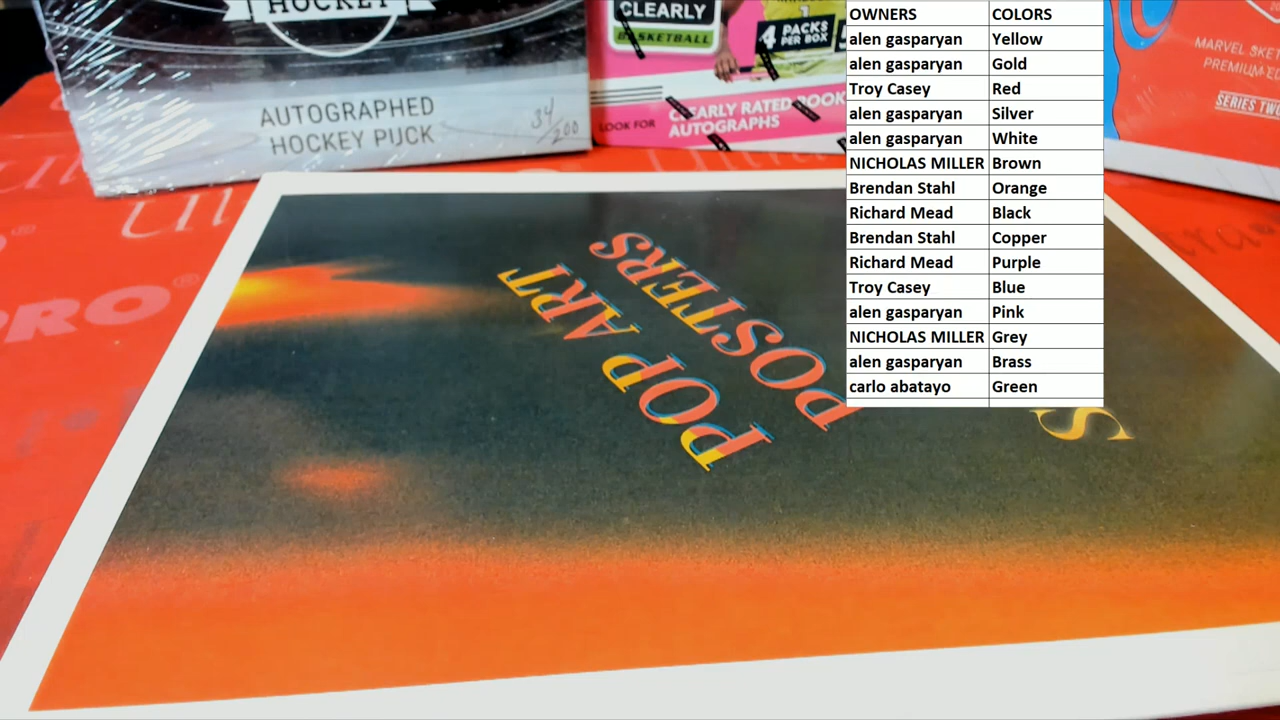 HOCKEY
AUTOGRAPHED
HOCKEY PUCK
34/200
CLEARLY
BASKETBALL
4 PACKS
PER BOX
LOOK FOR
CLEARLY RATED ROOK
AUTOGRAPHS
OWNERS COLORS
alen gasparyan Yellow
alen gasparyan Gold
Troy Casey Red
alen gasparyan Silver
alen gasparyan White
NICHOLAS MILLER Brown
Brendan Stahl Orange
Richard Mead Black
Brendan Stahl Copper
Richard Mead Purple
Troy Casey Blue
alen gasparyan Pink
NICHOLAS MILLER Grey
alen gasparyan Brass
carlo abatayo Green
MARVEL SKET
PREMIUM
SERIES TWO
PRO®
Ultra
POP ART
POSTERS
S